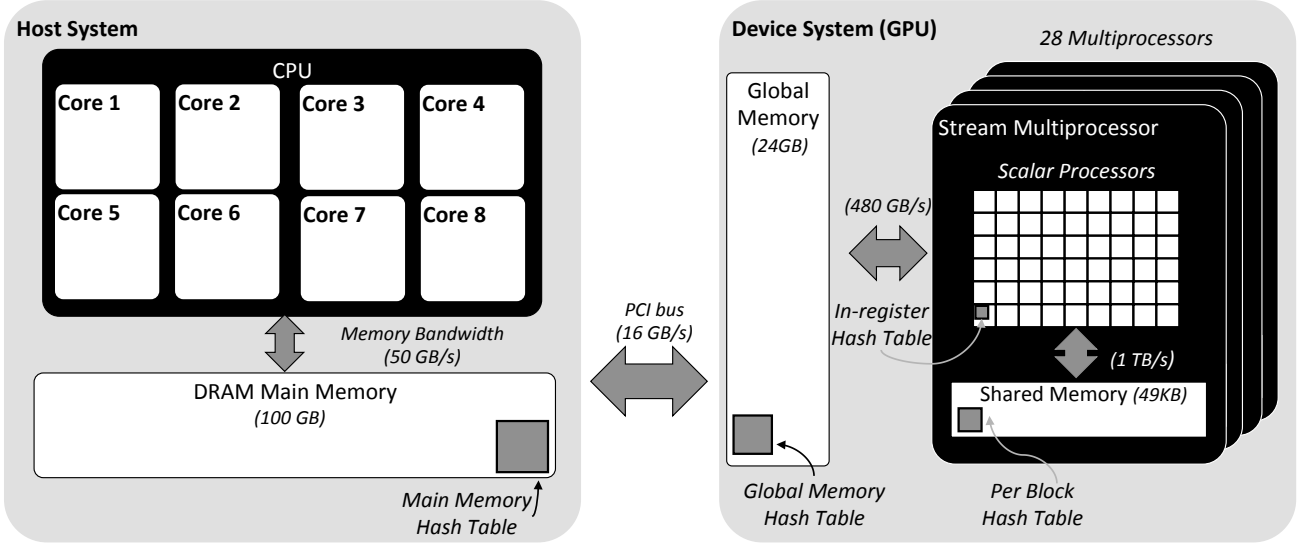 Host System
CPU
Core 1
Core 2
Core 3
Core 4
Core 5
Core 6
Core 7
Core 8
Memory Bandwidth
(50 GB/s)
DRAM Main Memory
(100 GB)
Main Memory
Hash Table
PCI bus
(16 GB/s)
Device System (GPU)
28 Multiprocessors
Global
Memory
(24GB)
Stream Multiprocessor
Scalar Processors
(480 GB/s)
In-register
Hash Table
(1 TB/s)
Shared Memory (49KB)
Global Memory
Hash Table
Per Block
Hash Table